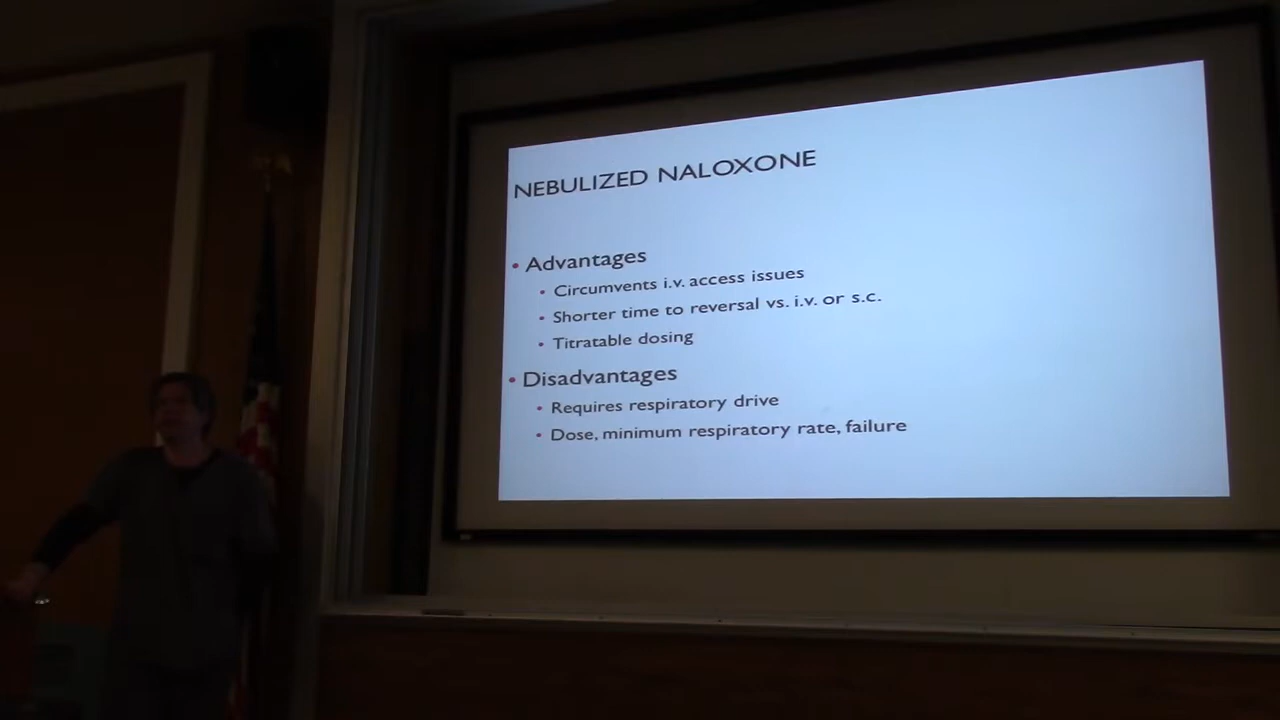 NEBULIZED NALOXONE
• Advantages
• Circumvents i.v. access issues
• Shorter time to reversal vs. i.v. or s.c.
• Titratable dosing
• Disadvantages
• Requires respiratory drive
• Dose, minimum respiratory rate, failure